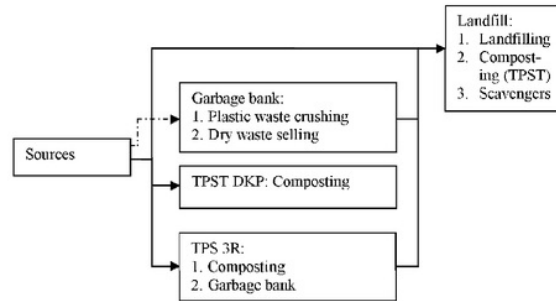 Landfill:
1. Landfilling
2. Compost-
ing (TPST)
3. Scavengers
Garbage bank:
1. Plastic waste crushing
2. Dry waste selling
Sources
TPST DKP: Composting
TPS 3R:
1. Composting
2. Garbage bank